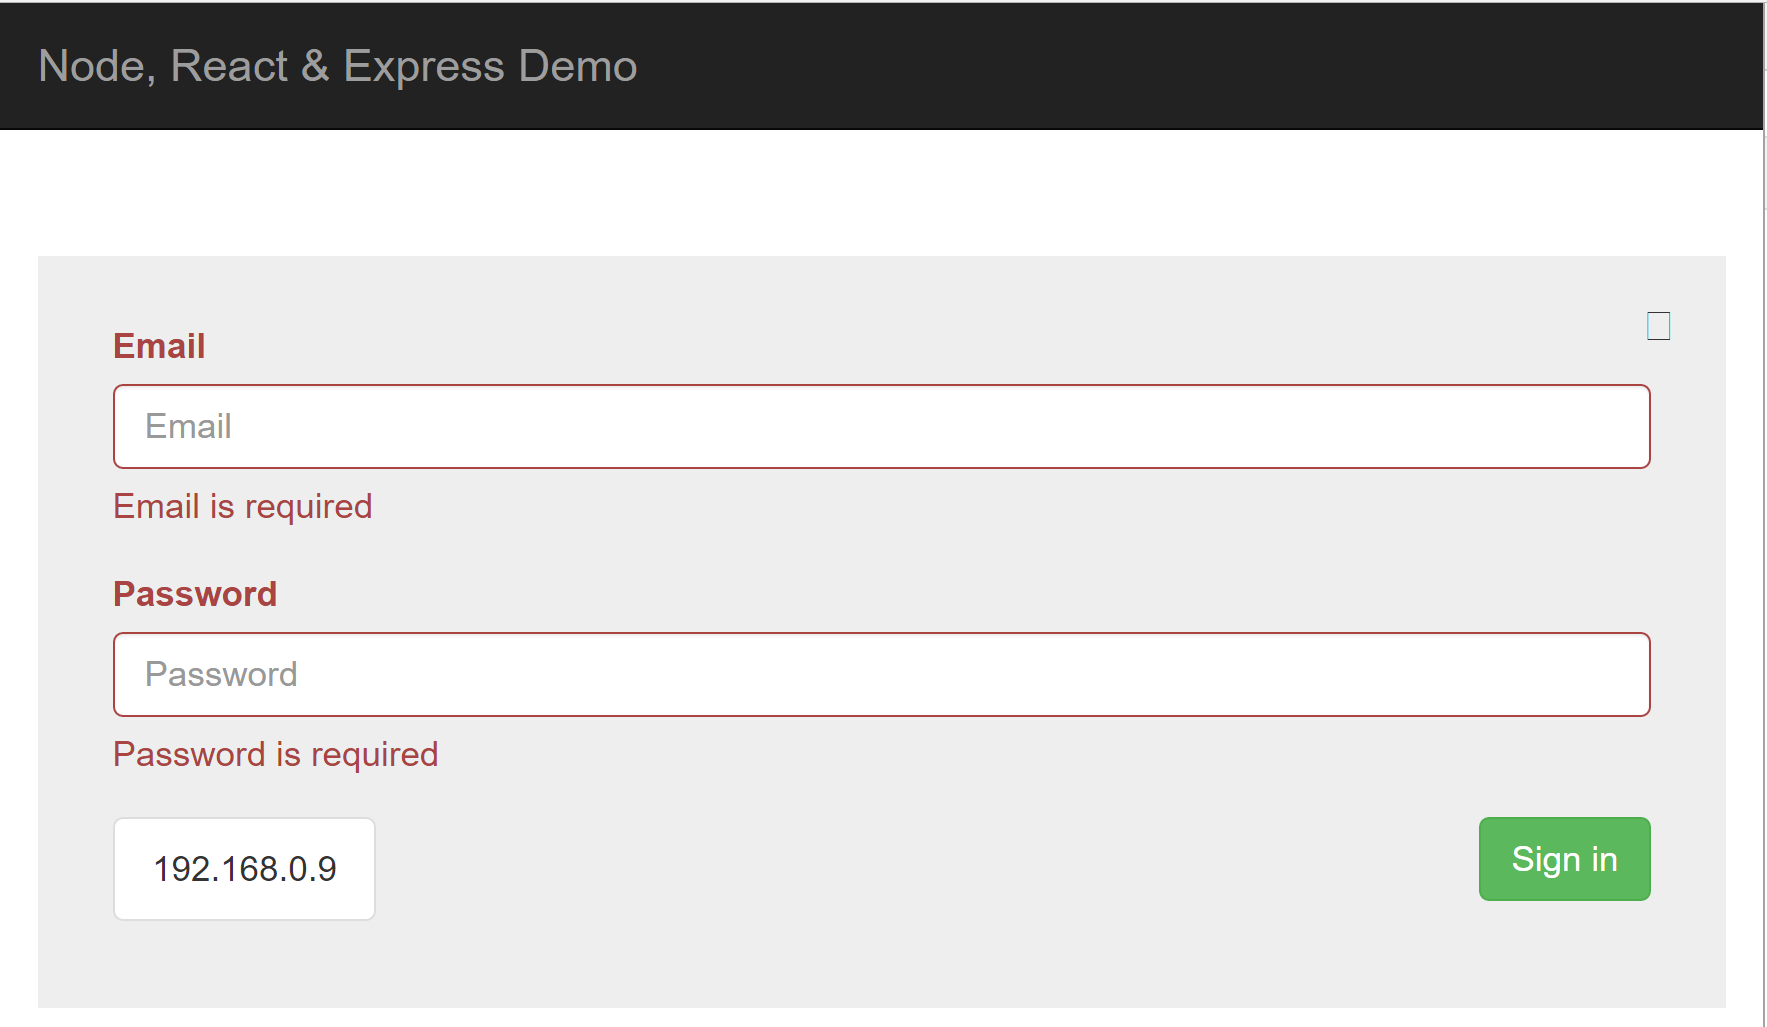 Node, React & Express Demo
Email
Email
Email is required
Password
Password
Password is required
192.168.0.9
Sign in